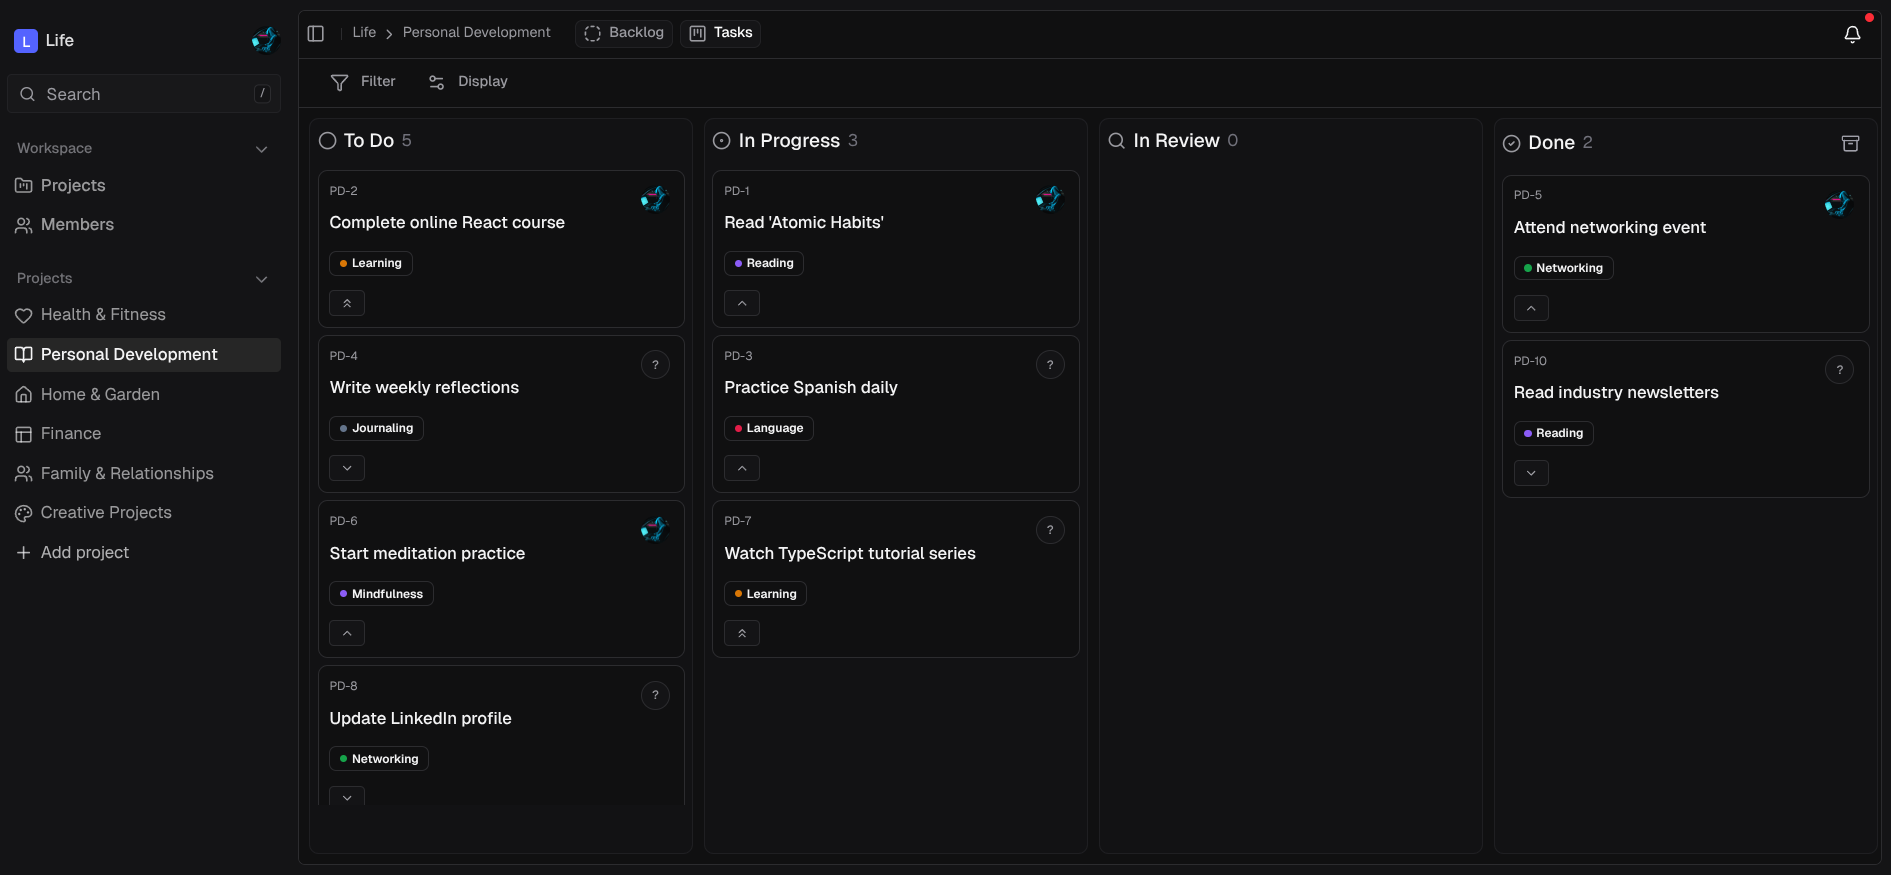 L Life
Search /
Workspace
Projects
Members
Projects
Health & Fitness
Personal Development
Home & Garden
Finance
Family & Relationships
Creative Projects
Add project
Life Personal Development Backlog Tasks
Filter Display
To Do 5
PD-2
Complete online React course
Learning
PD-4
?
Write weekly reflections
Journaling
PD-6
Start meditation practice
Mindfulness
PD-8
?
Update LinkedIn profile
Networking
In Progress 3
PD-1
Read 'Atomic Habits'
Reading
PD-3
?
Practice Spanish daily
Language
PD-7
?
Watch TypeScript tutorial series
Learning
In Review 0
Done 2
PD-5
Attend networking event
Networking
PD-10
?
Read industry newsletters
Reading